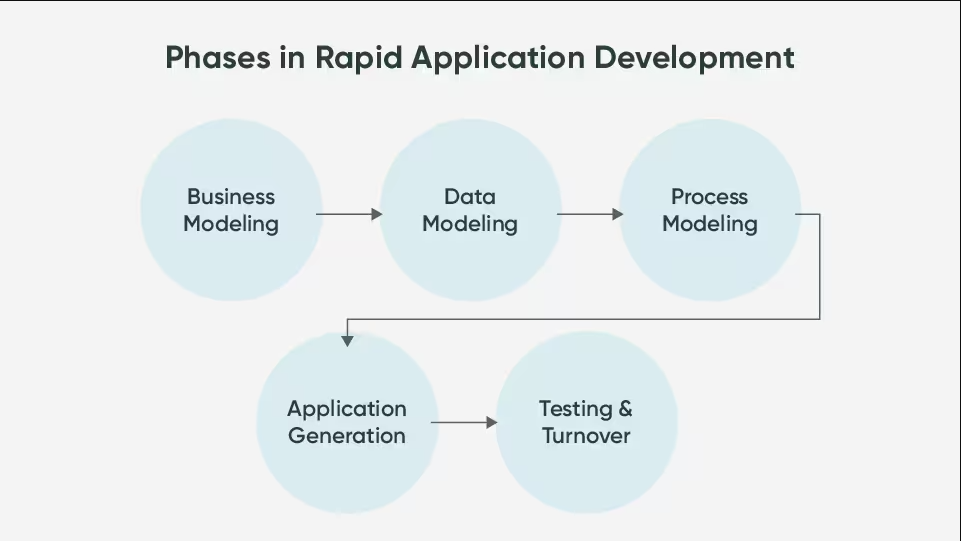 Phases in Rapid Application Development
Business
Modeling
Data
Modeling
Process
Modeling
Application
Generation
Testing &
Turnover